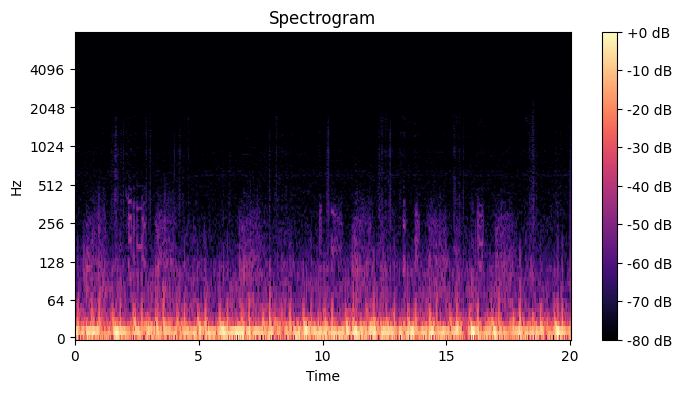 Spectrogram
Hz
4096
2048
1024
512
256
128
64
0
0 5 10 15 20
Time
+0 dB
-10 dB
-20 dB
-30 dB
-40 dB
-50 dB
-60 dB
-70 dB
-80 dB